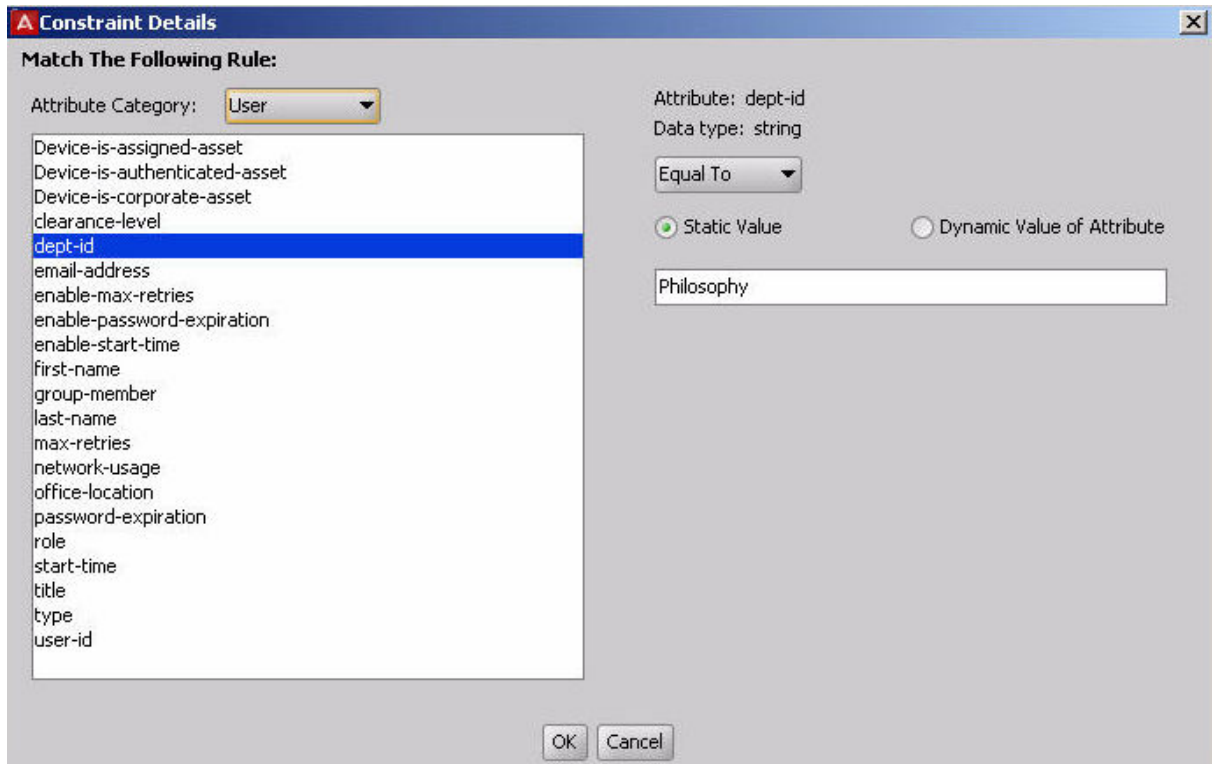 A Constraint Details
Match The Following Rule:
Attribute Category: User
Device-is-assigned-asset
Device-is-authenticated-asset
Device-is-corporate-asset
clearance-level
dept-id
email-address
enable-max-retries
enable-password-expiration
enable-start-time
first-name
group-member
last-name
max-retries
network-usage
office-location
password-expiration
role
start-time
title
type
user-id
Attribute: dept-id
Data type: string
Equal To
Static Value Dynamic Value of Attribute
Philosophy
OK Cancel